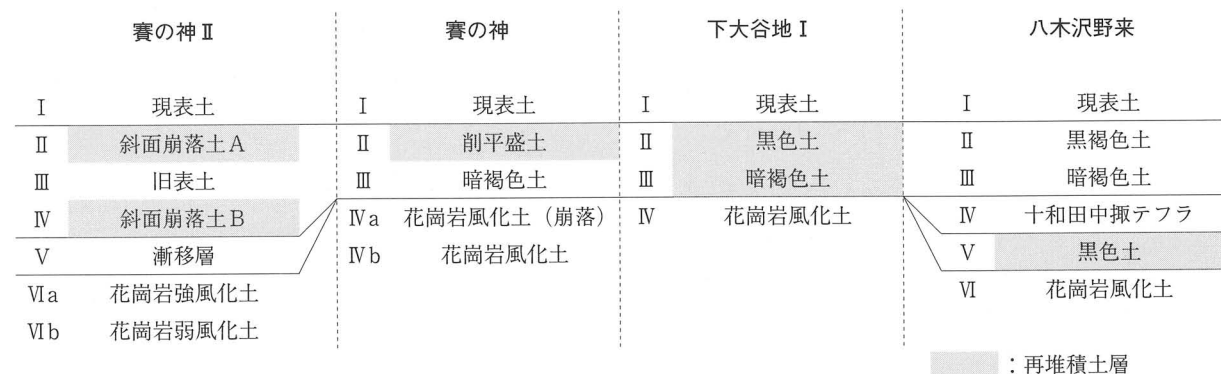 賽の神Ⅱ 賽の神 下大谷地Ⅰ 八木沢野来
Ⅰ 現表土 Ⅰ 現表土 Ⅰ 現表土 Ⅰ 現表土
Ⅱ 斜面崩落土A Ⅱ 削平盛土 Ⅱ 黒色土 Ⅱ 黒褐色土
Ⅲ 旧表土 Ⅲ 暗褐色土 Ⅲ 暗褐色土 Ⅲ 暗褐色土
Ⅳ 斜面崩落土B Ⅳa 花崗岩風化土（崩落） Ⅳ 花崗岩風化土 Ⅳ 十和田中掫テフラ
Ⅴ 漸移層 Ⅳb 花崗岩風化土 Ⅴ 黒色土
Ⅵa 花崗岩強風化土 Ⅵ 花崗岩風化土
Ⅵb 花崗岩弱風化土
：再堆積土層